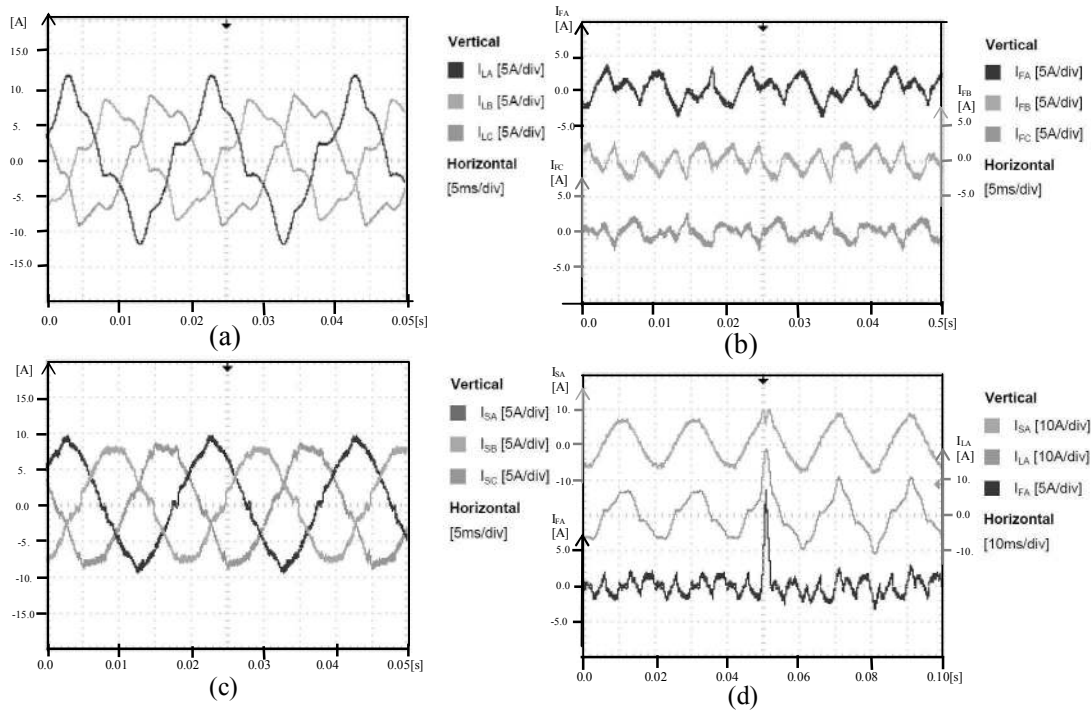 [A]
15.0
10.
5.0
0.0
-5.
-10.
-15.0
0.0 0.01 0.02 0.03 0.04 0.05[s]
Vertical
I_LA [5A/div]
I_LB [5A/div]
I_LC [5A/div]
Horizontal
[5ms/div]
(a)
I_FA
[A]
5.0
0.0
-5.0
I_FC
[A]
5.0
0.0
-5.0
I_FB
[A]
5.0
0.0
-5.0
0.0 0.01 0.02 0.03 0.04 0.5[s]
Vertical
I_FA [5A/div]
I_FB [5A/div]
I_FC [5A/div]
Horizontal
[5ms/div]
(b)
[A]
15.0
10.
5.0
0.0
-5.
-10.
-15.0
0.0 0.01 0.02 0.03 0.04 0.05[s]
Vertical
I_SA [5A/div]
I_SB [5A/div]
I_SC [5A/div]
Horizontal
[5ms/div]
(c)
I_SA
[A]
10.
0.0
-10
I_FA
[A]
5.0
0.0
-5.0
I_LA
[A]
10.
0.0
-10.
0.0 0.02 0.04 0.06 0.08 0.10[s]
Vertical
I_SA [10A/div]
I_LA [10A/div]
I_FA [5A/div]
Horizontal
[10ms/div]
(d)